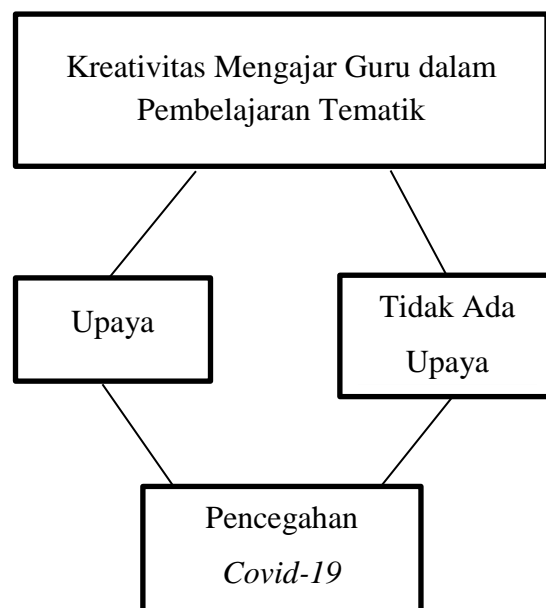 Kreativitas Mengajar Guru dalam
Pembelajaran Tematik
Upaya
Tidak Ada
Upaya
Pencegahan
Covid-19